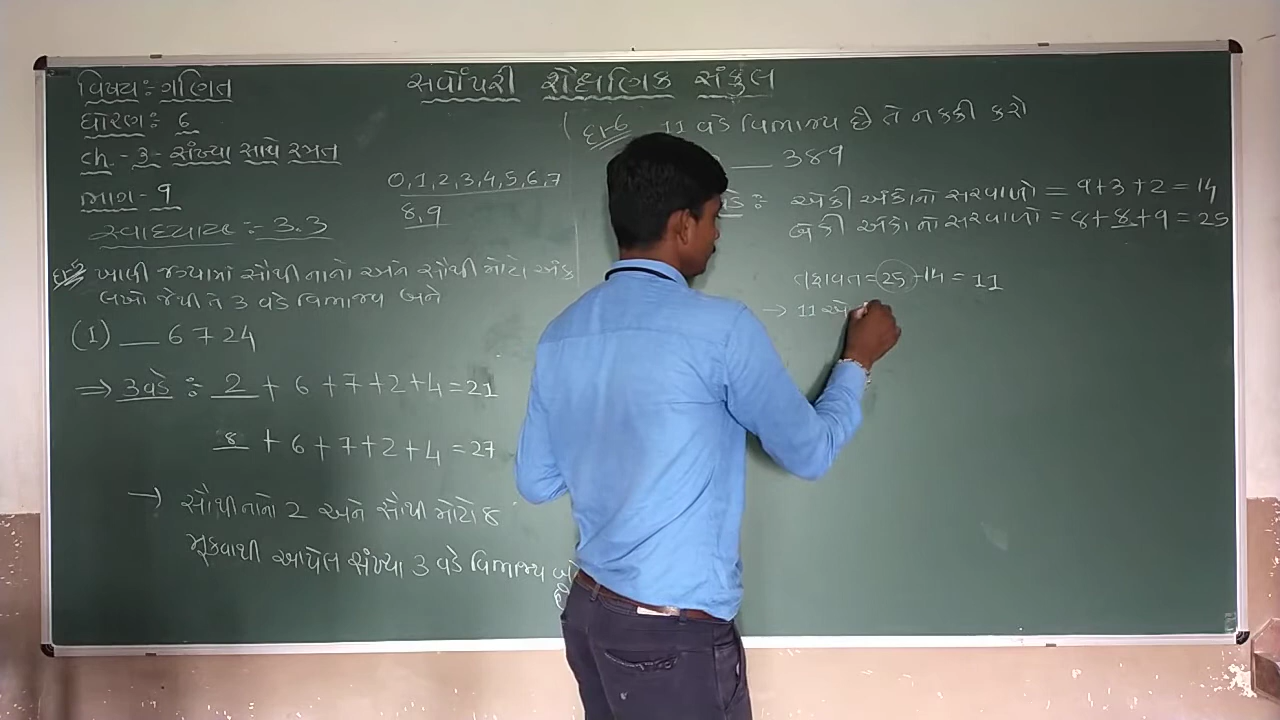 વિષય:- ગણિત
ધોરણ:- 6
ch.- 3- સંખ્યા સાથે રમત
ભાગ - 9
સ્વાધ્યાય :- 3.3
સર્વોપરી શૈક્ષણિક સંકુલ
0,1,2,3,4,5,6,7
8,9
ખાલી જગ્યામાં સૌથી નાનો અને સૌથી મોટો અંક
લખો જેથી તે 3 વડે વિભાજ્ય બને
(1) __ 6 7 2 4
⇒ 3 વડે :- 2 + 6 + 7 + 2 + 4 = 21
8 + 6 + 7 + 2 + 4 = 27
→ સૌથી નાનો 2 અને સૌથી મોટો 8
મૂકવાથી આપેલ સંખ્યા 3 વડે વિભાજ્ય
દા-6 11 વડે વિભાજ્ય છે તે નક્કી કરો
__ 389
એકી અંકોનો સરવાળો = 9+3+2 = 14
બેકી અંકોનો સરવાળો = 8+8+9 = 25
તફાવત = 25 - 14 = 11
→ 11 એ